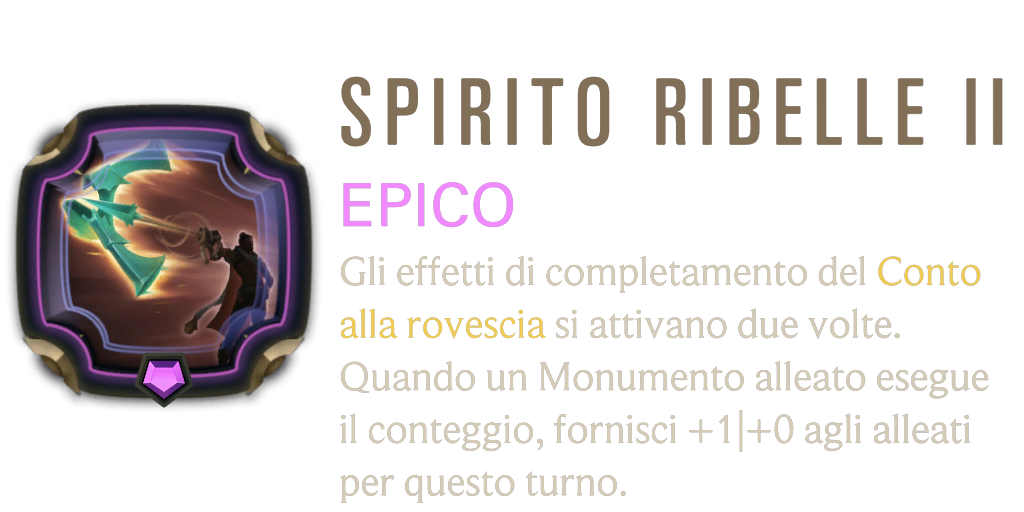 SPIRITO RIBELLE II
EPICO
Gli effetti di completamento del Conto
alla rovescia si attivano due volte.
Quando un Monumento alleato esegue
il conteggio, fornisci +1|+0 agli alleati
per questo turno.